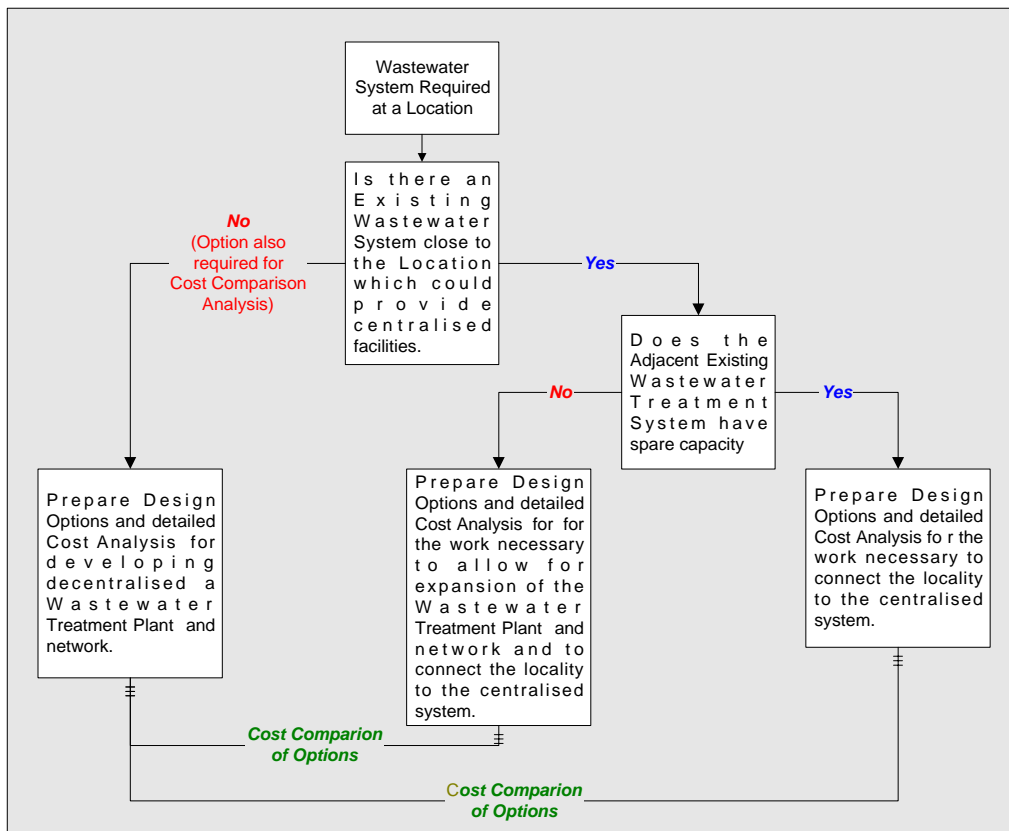 Wastewater
System Required
at a Location
Is there an
Existing
Wastewater
System close to
the Location
which could
provide
centralised
facilities.
No
(Option also
required for
Cost Comparison
Analysis)
Yes
Does the
Adjacent Existing
Wastewater
Treatment
System have
spare capacity
No
Yes
Prepare Design
Options and detailed
Cost Analysis for
developing
decentralised a
Wastewater
Treatment Plant and
network.
Prepare Design
Options and detailed
Cost Analysis for for
the work necessary
to allow for
expansion of the
Wastewater
Treatment Plant and
network and to
connect the locality
to the centralised
system.
Prepare Design
Options and detailed
Cost Analysis fo r the
work necessary to
connect the locality
to the centralised
system.
Cost Comparion
of Options
Cost Comparion
of Options